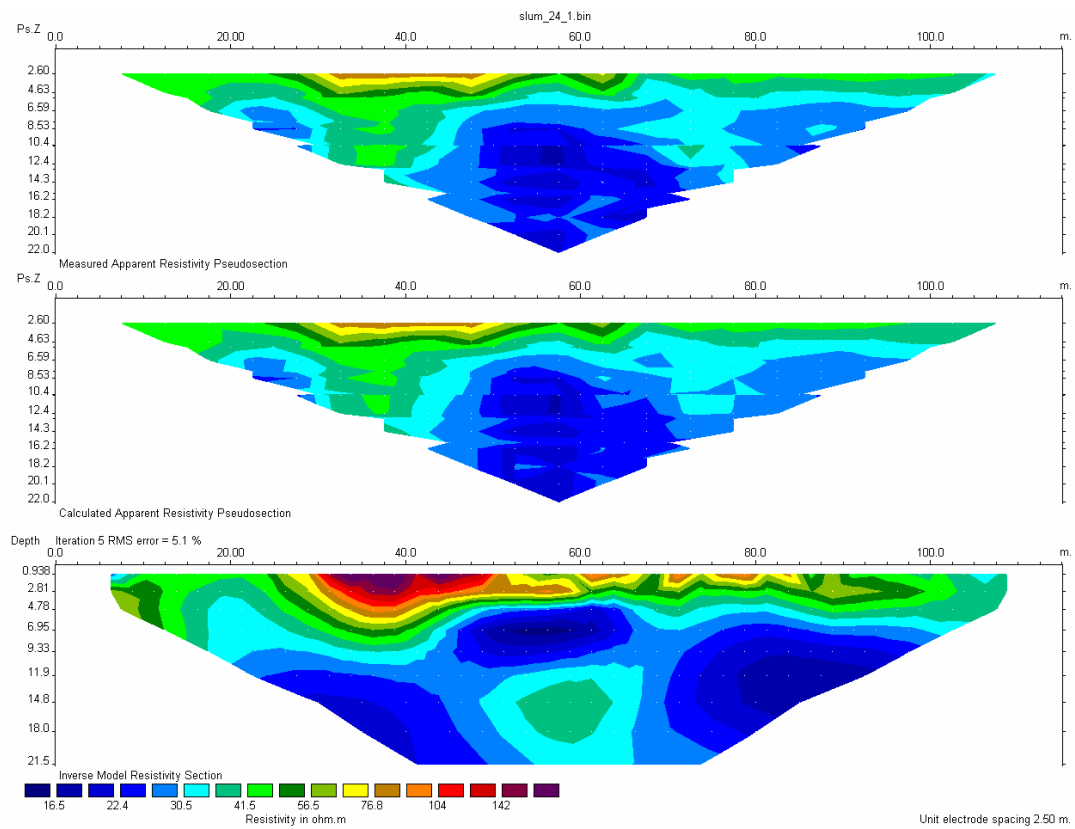 slum_24_1.bin
Ps.Z 0.0 20.00 40.0 60.0 80.0 100.0 m.
2.60
4.63
6.59
8.53
10.4
12.4
14.3
16.2
18.2
20.1
22.0
Measured Apparent Resistivity Pseudosection
Ps.Z 0.0 20.00 40.0 60.0 80.0 100.0 m.
2.60
4.63
6.59
8.53
10.4
12.4
14.3
16.2
18.2
20.1
22.0
Calculated Apparent Resistivity Pseudosection
Depth Iteration 5 RMS error = 5.1 %
0.0 20.00 40.0 60.0 80.0 100.0 m.
0.938
2.81
4.78
6.95
9.33
11.9
14.8
18.0
21.5
Inverse Model Resistivity Section
16.5 22.4 30.5 41.5 56.5 76.8 104 142
Resistivity in ohm.m
Unit electrode spacing 2.50 m.